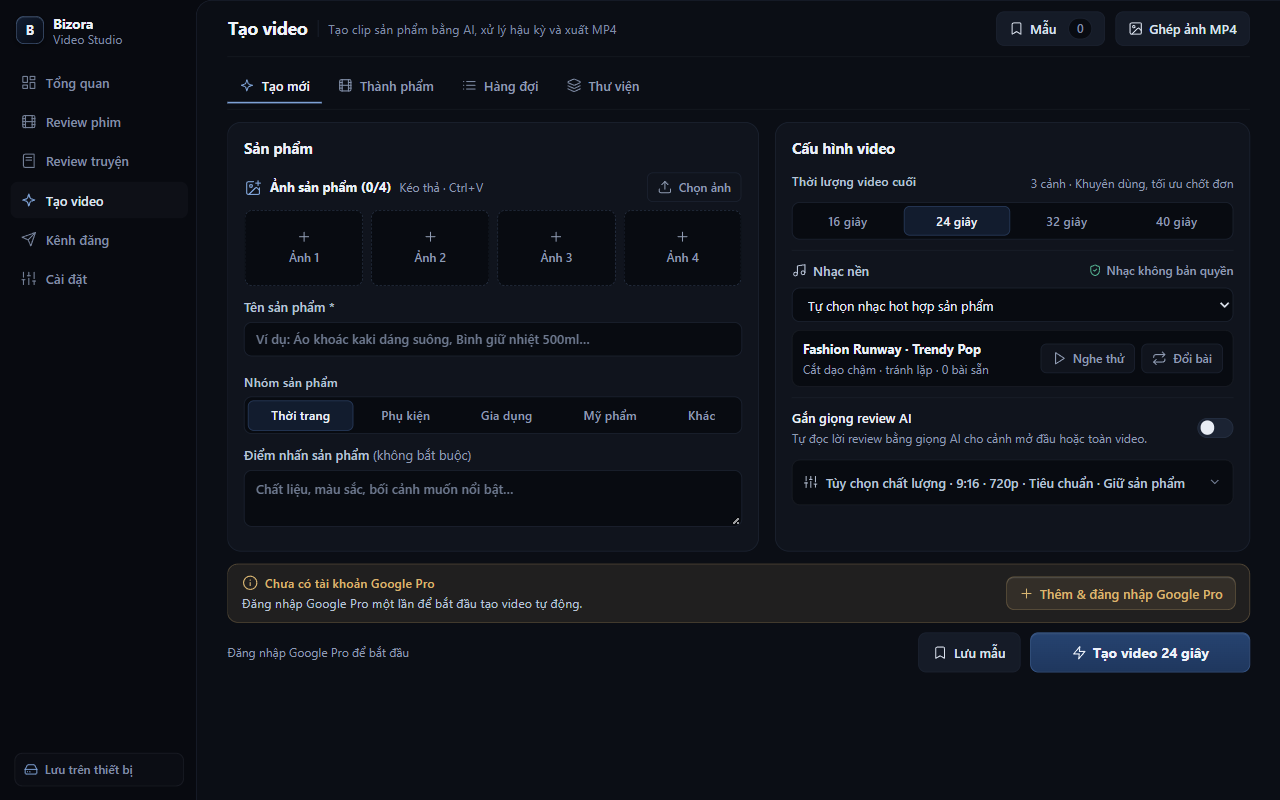 B
Bizora
Video Studio
Tổng quan
Review phim
Review truyện
Tạo video
Kênh đăng
Cài đặt
Lưu trên thiết bị
Tạo video
Tạo clip sản phẩm bằng AI, xử lý hậu kỳ và xuất MP4
Mẫu 0
Ghép ảnh MP4
Tạo mới
Thành phẩm
Hàng đợi
Thư viện
Sản phẩm
Ảnh sản phẩm (0/4) Kéo thả · Ctrl+V
Chọn ảnh
+
Ảnh 1
+
Ảnh 2
+
Ảnh 3
+
Ảnh 4
Tên sản phẩm *
Ví dụ: Áo khoác kaki dáng suông, Bình giữ nhiệt 500ml...
Nhóm sản phẩm
Thời trang
Phụ kiện
Gia dụng
Mỹ phẩm
Khác
Điểm nhấn sản phẩm (không bắt buộc)
Chất liệu, màu sắc, bối cảnh muốn nổi bật...
Cấu hình video
Thời lượng video cuối
3 cảnh · Khuyên dùng, tối ưu chốt đơn
16 giây
24 giây
32 giây
40 giây
Nhạc nền
Nhạc không bản quyền
Tự chọn nhạc hot hợp sản phẩm
Fashion Runway · Trendy Pop
Cắt dạo chậm · tránh lặp · 0 bài sẵn
Nghe thử
Đổi bài
Gắn giọng review AI
Tự đọc lời review bằng giọng AI cho cảnh mở đầu hoặc toàn video.
Tùy chọn chất lượng · 9:16 · 720p · Tiêu chuẩn · Giữ sản phẩm
Chưa có tài khoản Google Pro
Đăng nhập Google Pro một lần để bắt đầu tạo video tự động.
+ Thêm & đăng nhập Google Pro
Đăng nhập Google Pro để bắt đầu
Lưu mẫu
Tạo video 24 giây